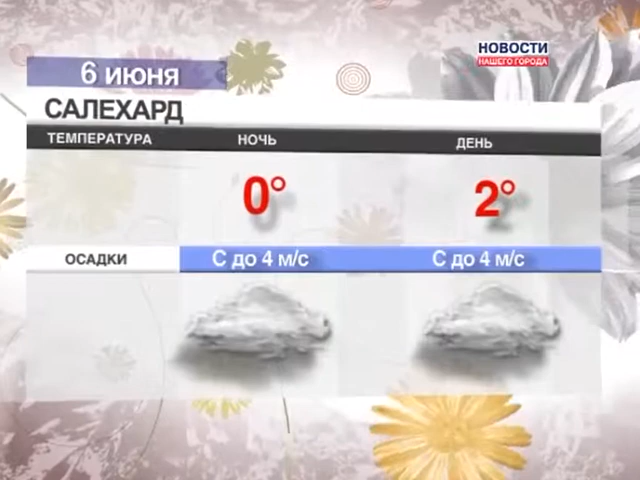 НОВОСТИ
НАШЕГО ГОРОДА
6 ИЮНЯ
САЛЕХАРД
ТЕМПЕРАТУРА НОЧЬ ДЕНЬ
0° 2°
ОСАДКИ С до 4 м/с С до 4 м/с